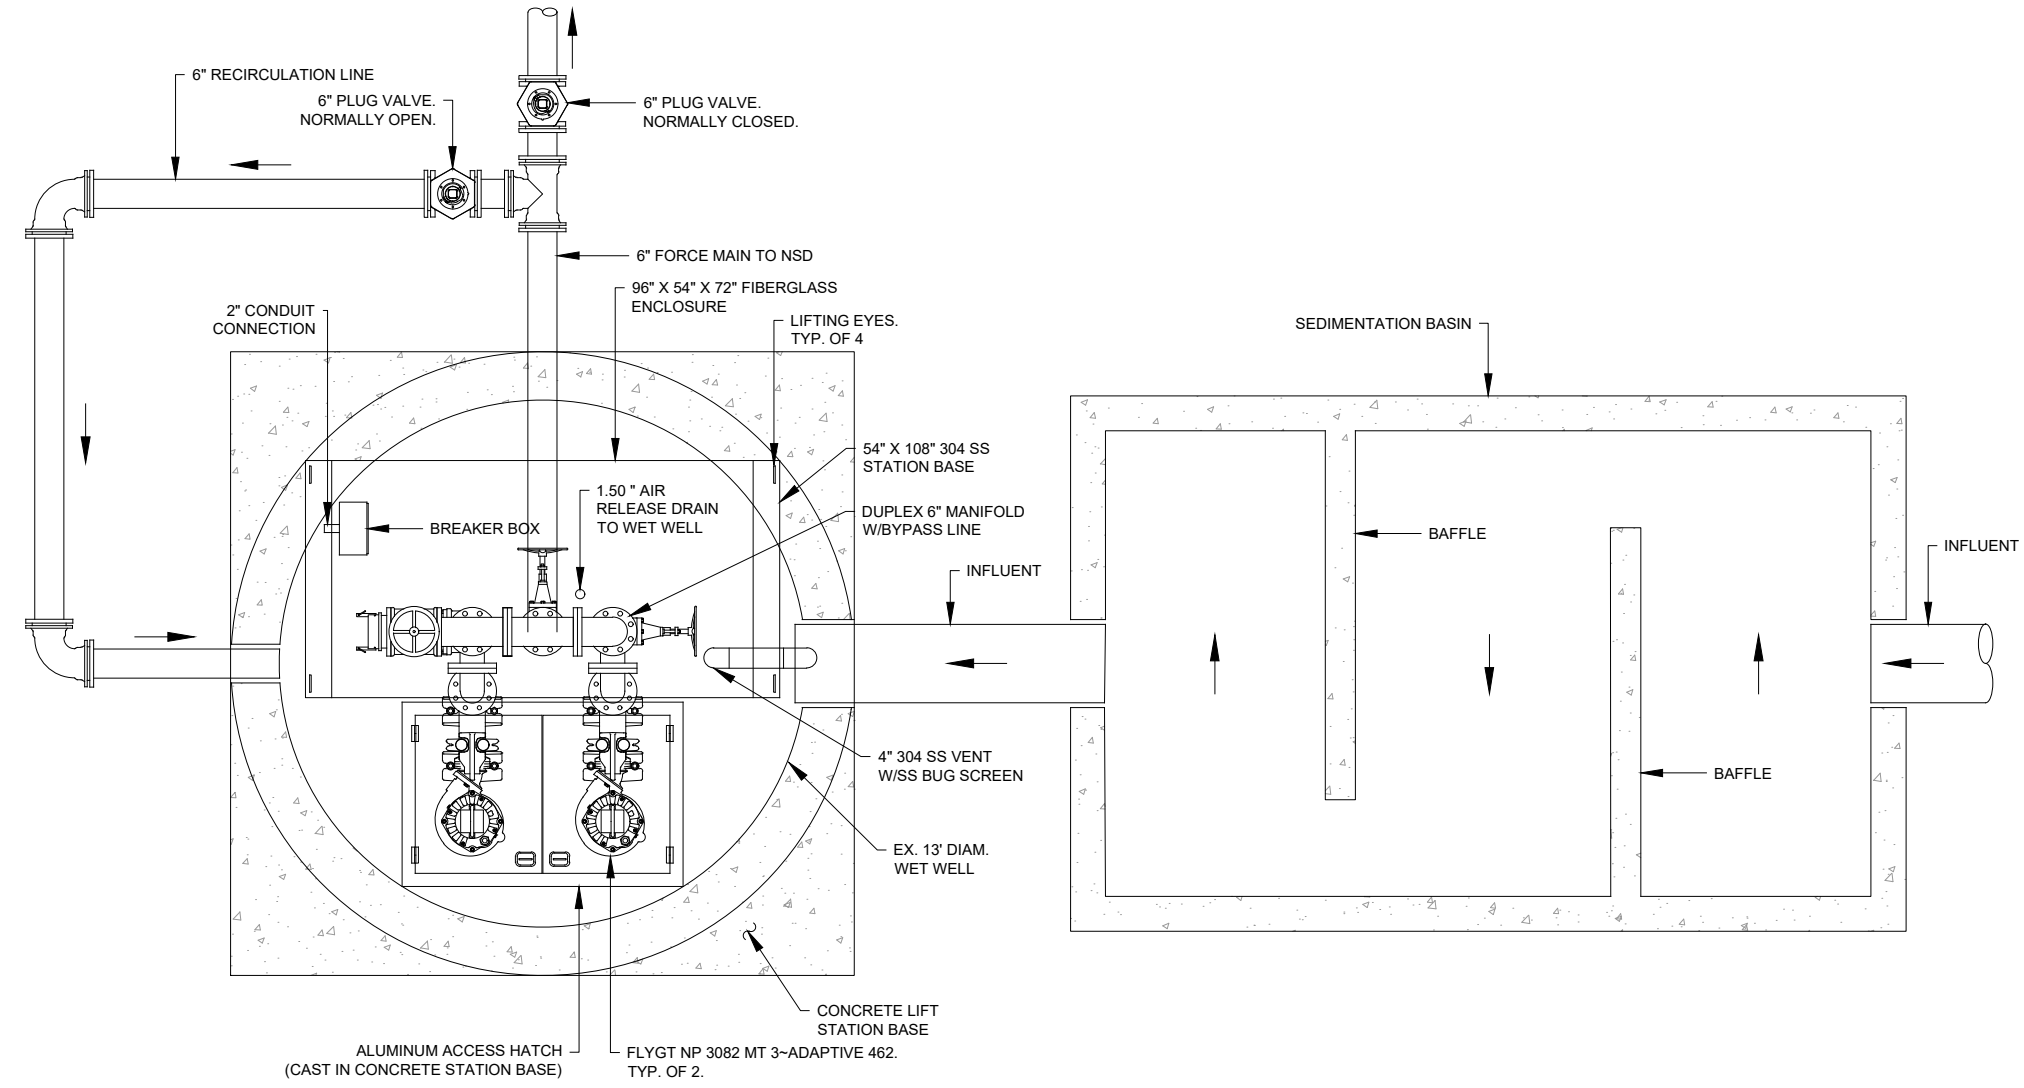 6" RECIRCULATION LINE
6" PLUG VALVE.
NORMALLY OPEN.
6" PLUG VALVE.
NORMALLY CLOSED.
6" FORCE MAIN TO NSD
96" X 54" X 72" FIBERGLASS
ENCLOSURE
2" CONDUIT
CONNECTION
LIFTING EYES.
TYP. OF 4
SEDIMENTATION BASIN
54" X 108" 304 SS
STATION BASE
1.50 " AIR
RELEASE DRAIN
TO WET WELL
BREAKER BOX
DUPLEX 6" MANIFOLD
W/BYPASS LINE
BAFFLE
INFLUENT
INFLUENT
4" 304 SS VENT
W/SS BUG SCREEN
BAFFLE
EX. 13' DIAM.
WET WELL
CONCRETE LIFT
STATION BASE
ALUMINUM ACCESS HATCH
(CAST IN CONCRETE STATION BASE)
FLYGT NP 3082 MT 3~ADAPTIVE 462.
TYP. OF 2.